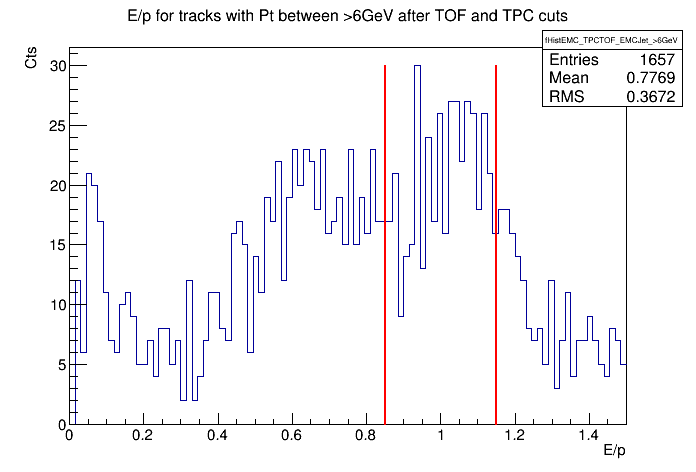 E/p for tracks with Pt between >6GeV after TOF and TPC cuts
fHistEMC_TPCTOF_EMCJet_>6GeV
Entries 1657
Mean 0.7769
RMS 0.3672
Cts
30
25
20
15
10
5
0
0 0.2 0.4 0.6 0.8 1 1.2 1.4
E/p